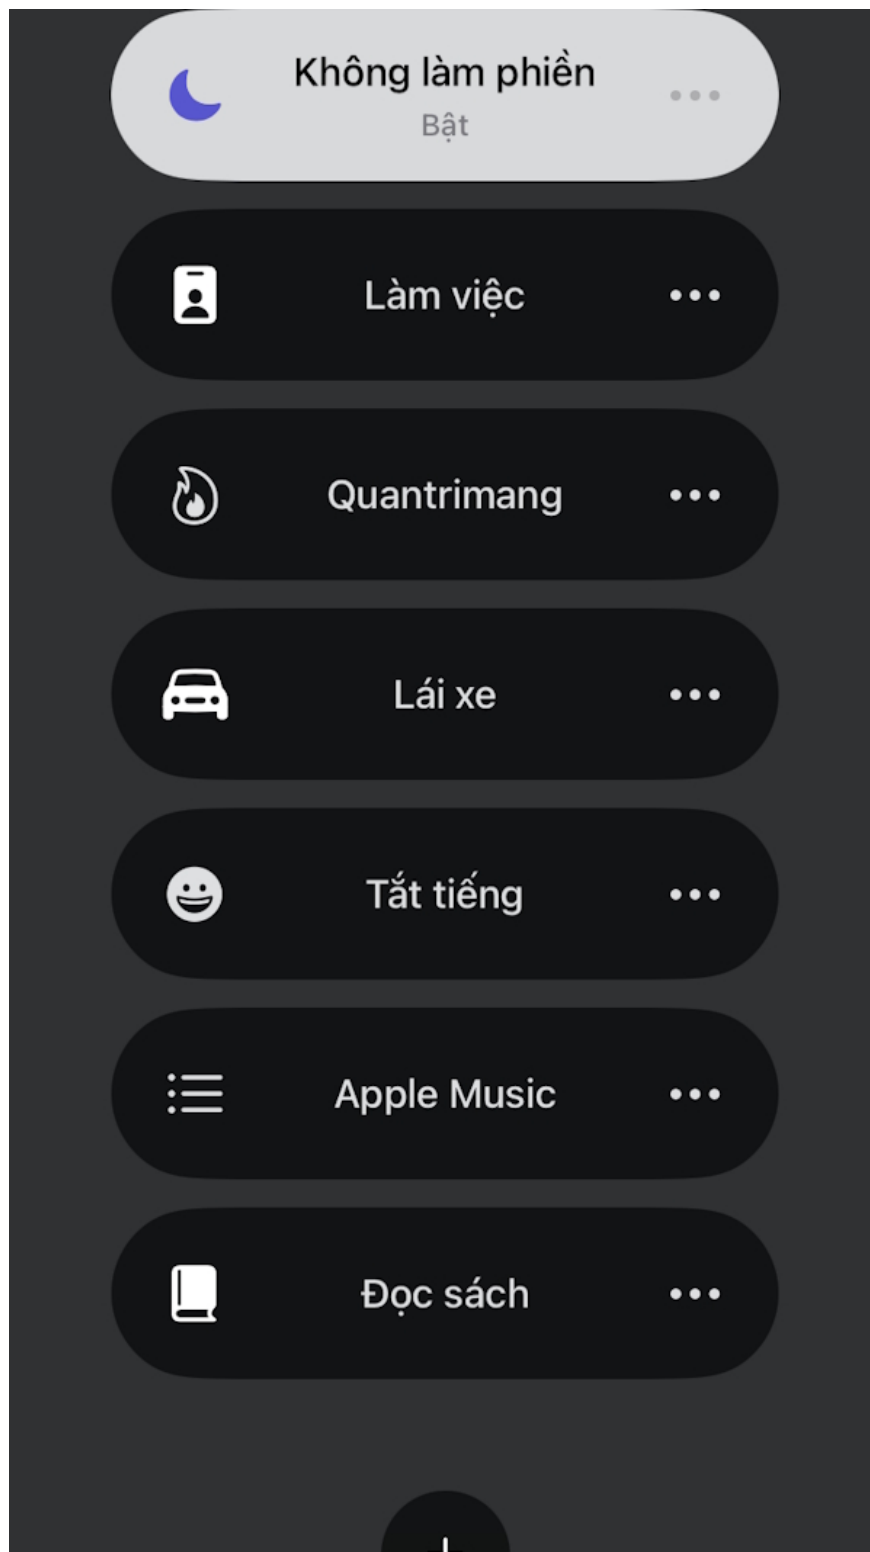 Không làm phiền
Bật
Làm việc
Quantrimang
Lái xe
Tắt tiếng
Apple Music
Đọc sách